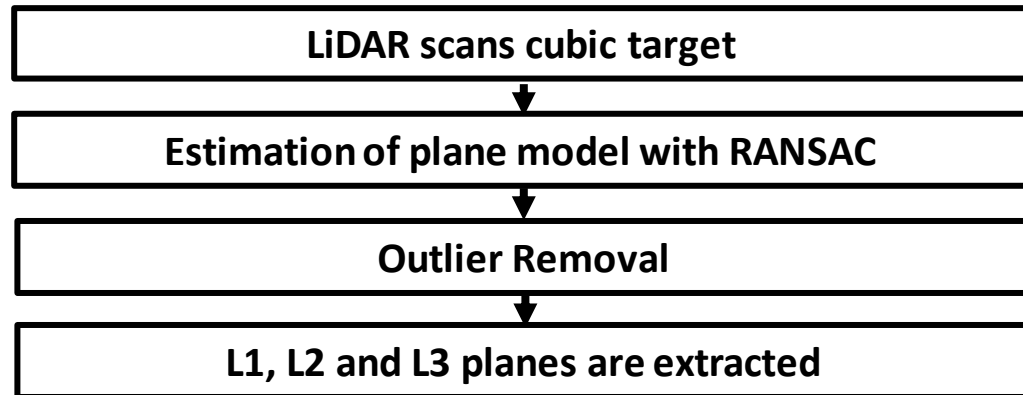 LiDAR scans cubic target
Estimation of plane model with RANSAC
Outlier Removal
L1, L2 and L3 planes are extracted